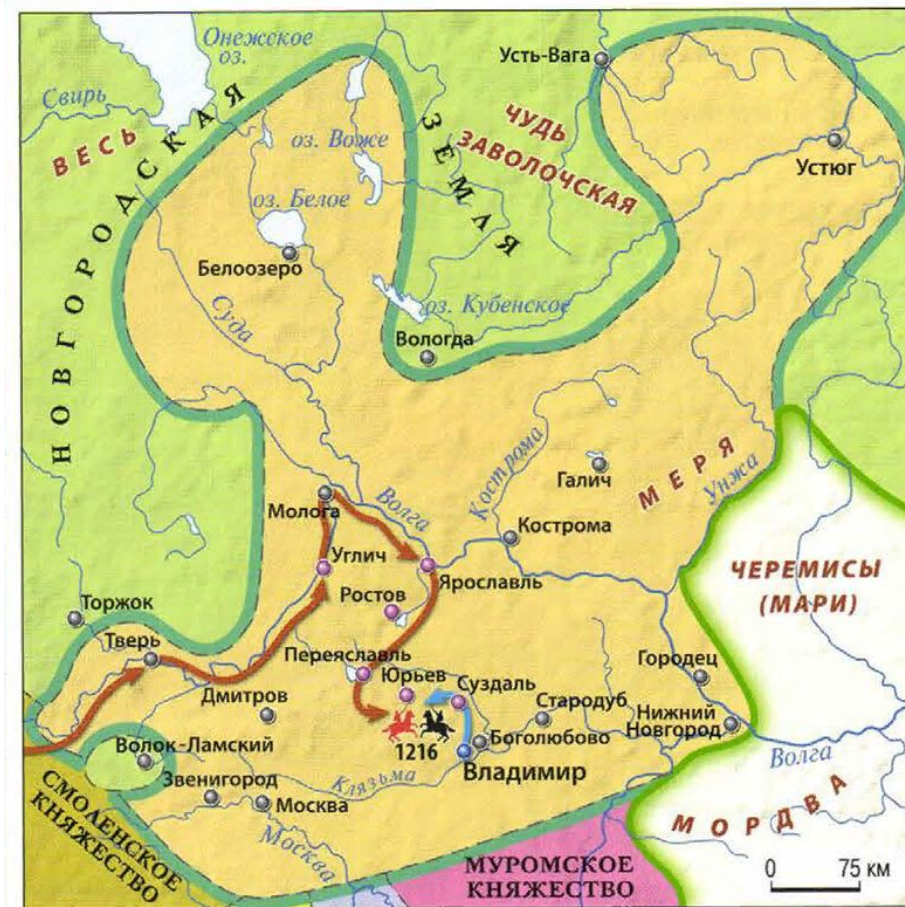 Онежское
оз.
Усть-Вага
Свирь
ВЕСЬ
НОВГОРОДСКАЯ
ЗЕМЛЯ
оз. Воже
ЧУДЬ
ЗАВОЛОЧСКАЯ
Устюг
оз. Белое
Белоозеро
Суда
оз. Кубенское
Вологда
Молога
Волга
Кострома
Галич
МЕРЯ
Унжа
Кострома
Углич
Ярославль
ЧЕРЕМИСЫ
(МАРИ)
Ростов
Торжок
Тверь
Переяславль
Юрьев
Суздаль
Городец
Дмитров
Стародуб
Нижний
Новгород
1216
Боголюбово
Волок-Ламский
Владимир
Волга
Звенигород
Клязьма
Москва
Москва
СМОЛЕНСКОЕ
КНЯЖЕСТВО
МУРОМСКОЕ
КНЯЖЕСТВО
МОРДВА
0 75 км